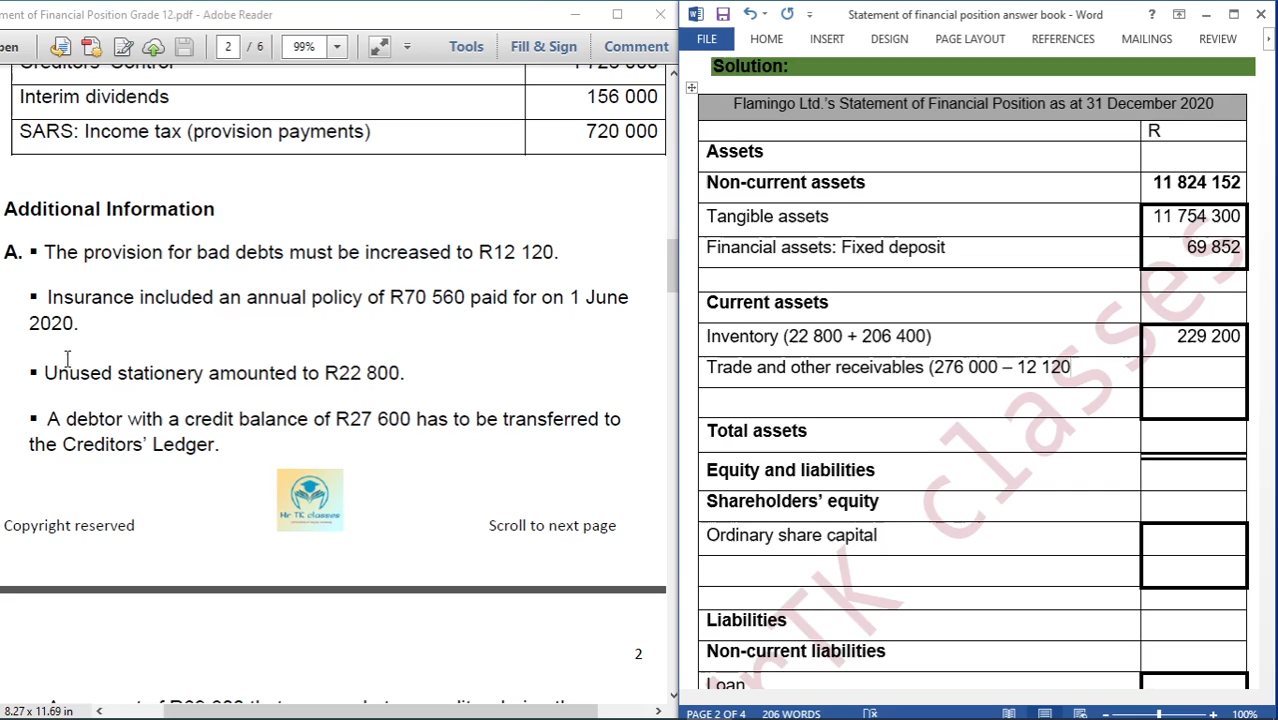 atement of Financial Position Grade 12.pdf - Adobe Reader
pen
2 / 6
99%
Tools
Fill & Sign
Comment
Interim dividends 156 000
SARS: Income tax (provision payments) 720 000
Additional Information
A. ▪ The provision for bad debts must be increased to R12 120.
▪ Insurance included an annual policy of R70 560 paid for on 1 June
2020.
▪ Unused stationery amounted to R22 800.
▪ A debtor with a credit balance of R27 600 has to be transferred to
the Creditors’ Ledger.
Mr TK classes
Copyright reserved Scroll to next page
2
8.27 x 11.69 in
Statement of financial position answer book - Word
FILE HOME INSERT DESIGN PAGE LAYOUT REFERENCES MAILINGS REVIEW
Solution:
Flamingo Ltd.’s Statement of Financial Position as at 31 December 2020
R
Assets
Non-current assets 11 824 152
Tangible assets 11 754 300
Financial assets: Fixed deposit 69 852
Current assets
Inventory (22 800 + 206 400) 229 200
Trade and other receivables (276 000 – 12 120
Total assets
Equity and liabilities
Shareholders’ equity
Ordinary share capital
Liabilities
Non-current liabilities
Loan
rTK classes
PAGE 2 OF 4 206 WORDS 100%